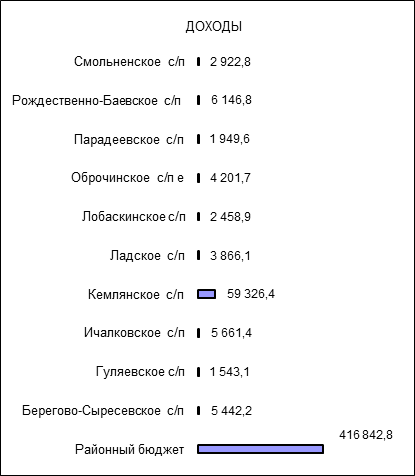 ДОХОДЫ
Смольненское с/п 2 922,8
Рождественно-Баевское с/п 6 146,8
Парадеевское с/п 1 949,6
Оброчинское с/п е 4 201,7
Лобаскинское с/п 2 458,9
Ладское с/п 3 866,1
Кемлянское с/п 59 326,4
Ичалковское с/п 5 661,4
Гуляевское с/п 1 543,1
Берегово-Сыресевское с/п 5 442,2
Районный бюджет 416 842,8